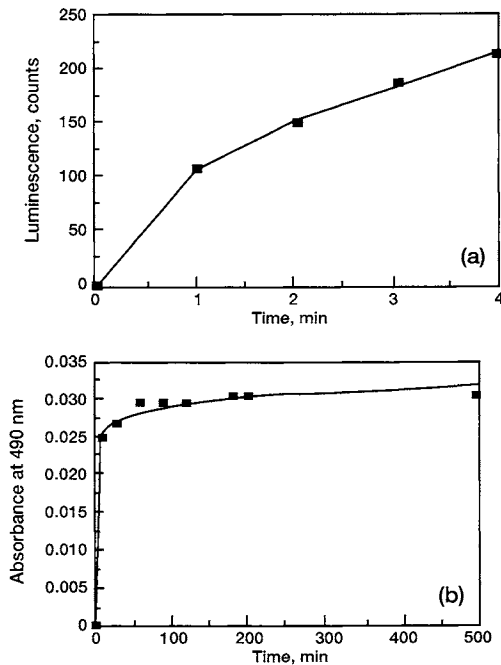 250
200
150
100
50
0
Luminescence, counts
(a)
0 1 2 3 4
Time, min
0.035
0.030
0.025
0.020
0.015
0.010
0.005
0
Absorbance at 490 nm
(b)
0 100 200 300 400 500
Time, min